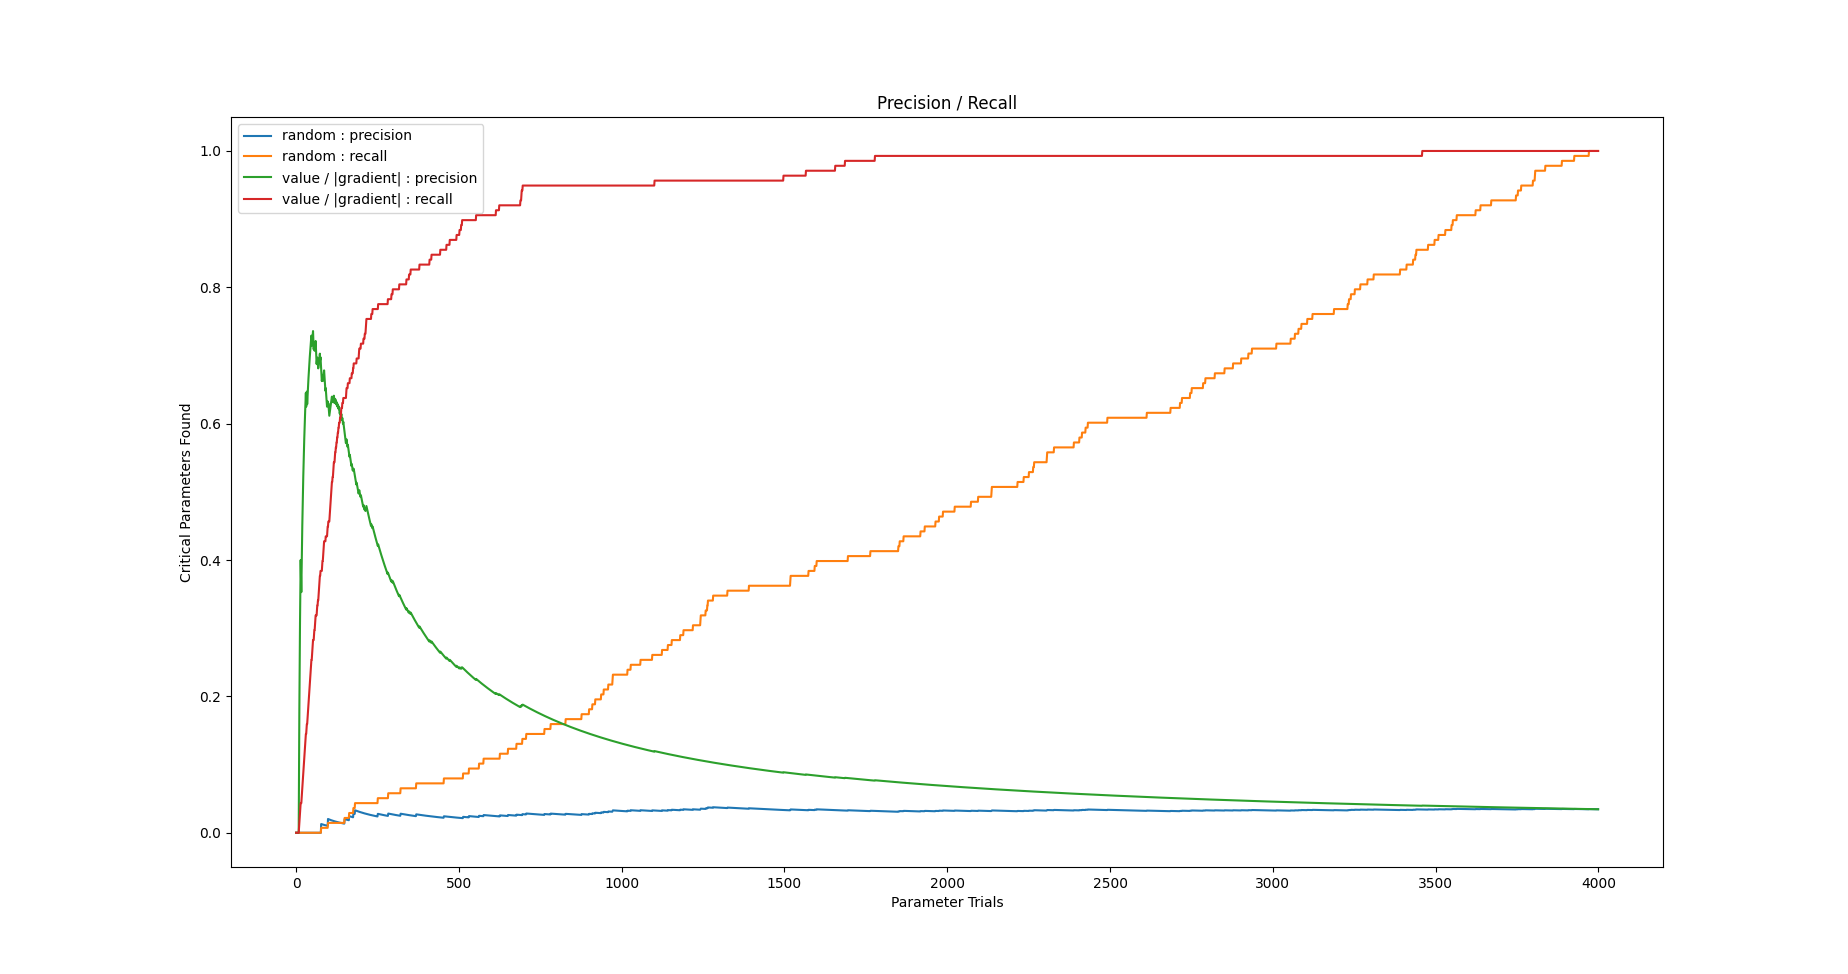 Precision / Recall
random : precision
random : recall
value / |gradient| : precision
value / |gradient| : recall
1.0
0.8
0.6
0.4
0.2
0.0
Critical Parameters Found
0 500 1000 1500 2000 2500 3000 3500 4000
Parameter Trials